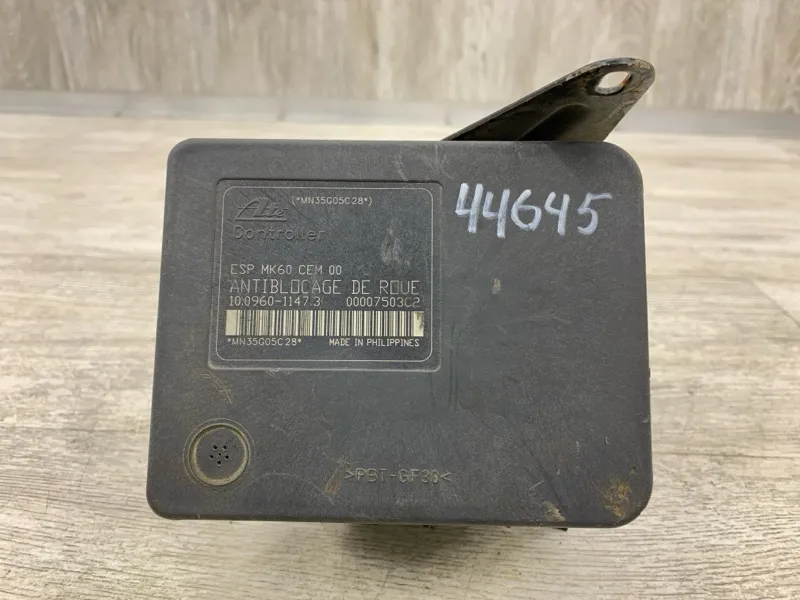 (*MN35G05C28*)
Ate
Controller
44645
ESP MK60 CEM 00
ANTIBLOCAGE DE ROUE
10.0960-1147.3 00007503C2
*MN35G05C28* MADE IN PHILIPPINES
>PBT-GF30<